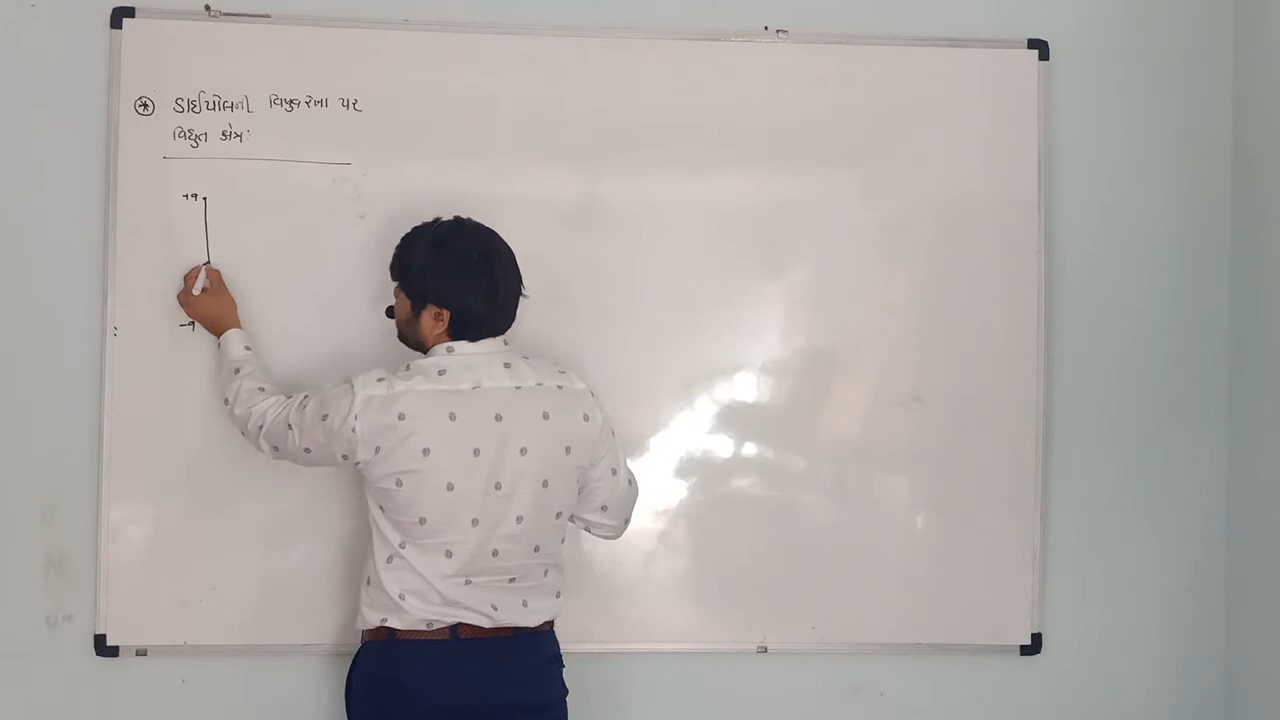 * ડાઈપોલની વિષુવરેખા પર
વિદ્યુત ક્ષેત્ર:
+q
-q